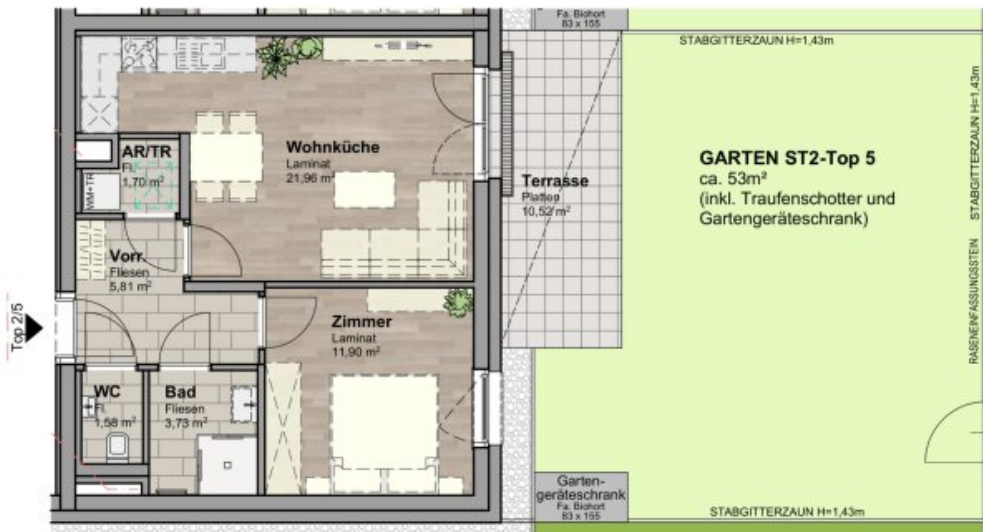 Fa. Biohort
83 x 155
STABGITTERZAUN H=1,43m
STABGITTERZAUN H=1,43m
RASENEINFASSUNGSSTEIN
AR/TR
Fl.
1,70 m²
WM+TR
Wohnküche
Laminat
21,96 m²
Terrasse
Platten
10,52 m²
GARTEN ST2-Top 5
ca. 53m²
(inkl. Traufenschotter und
Gartengeräteschrank)
Vorr.
Fliesen
5,81 m²
Top 2/5
Zimmer
Laminat
11,90 m²
WC
Fl.
1,58 m²
Bad
Fliesen
3,73 m²
Garten-
geräteschrank
Fa. Biohort
83 x 155
STABGITTERZAUN H=1,43m